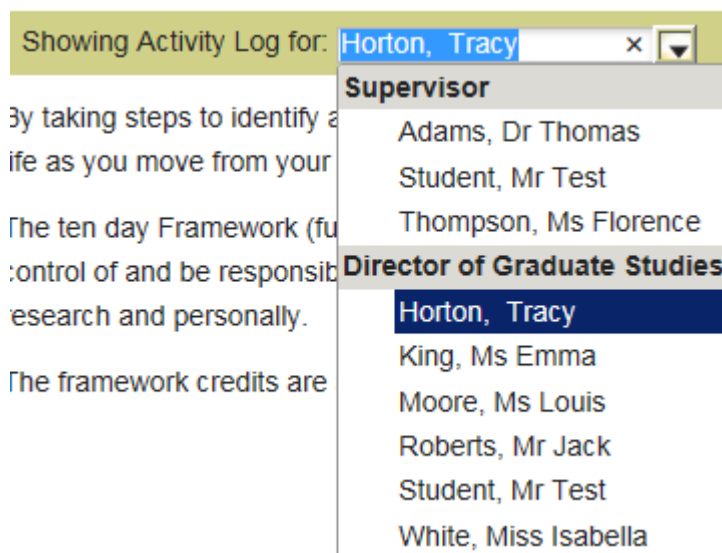 Showing Activity Log for: Horton, Tracy ×
Supervisor
By taking steps to identify a
Adams, Dr Thomas
life as you move from your
Student, Mr Test
Thompson, Ms Florence
The ten day Framework (fu
control of and be responsib
Director of Graduate Studies
research and personally.
Horton, Tracy
King, Ms Emma
The framework credits are
Moore, Ms Louis
Roberts, Mr Jack
Student, Mr Test
White, Miss Isabella